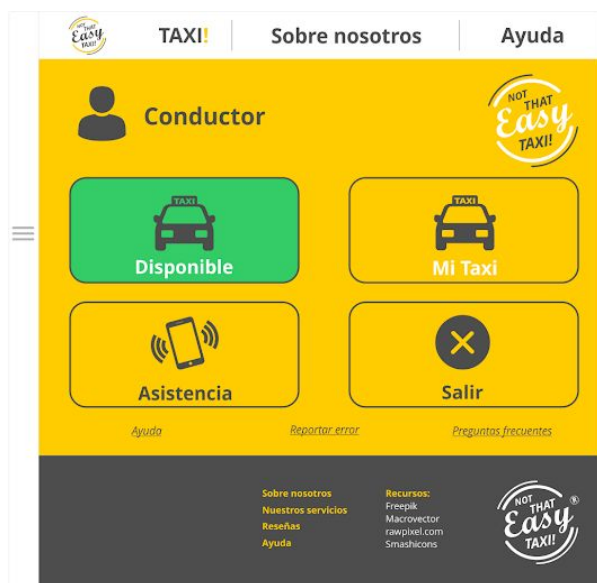 NOT THAT
Easy
TAXI!
TAXI!
Sobre nosotros
Ayuda
Conductor
NOT THAT
Easy
TAXI!
TAXI
Disponible
TAXI
Mi Taxi
Asistencia
Salir
Ayuda
Reportar error
Preguntas frecuentes
Sobre nosotros
Nuestros servicios
Reseñas
Ayuda
Recursos:
Freepik
Macrovector
rawpixel.com
Smashicons
NOT THAT ®
Easy
TAXI!